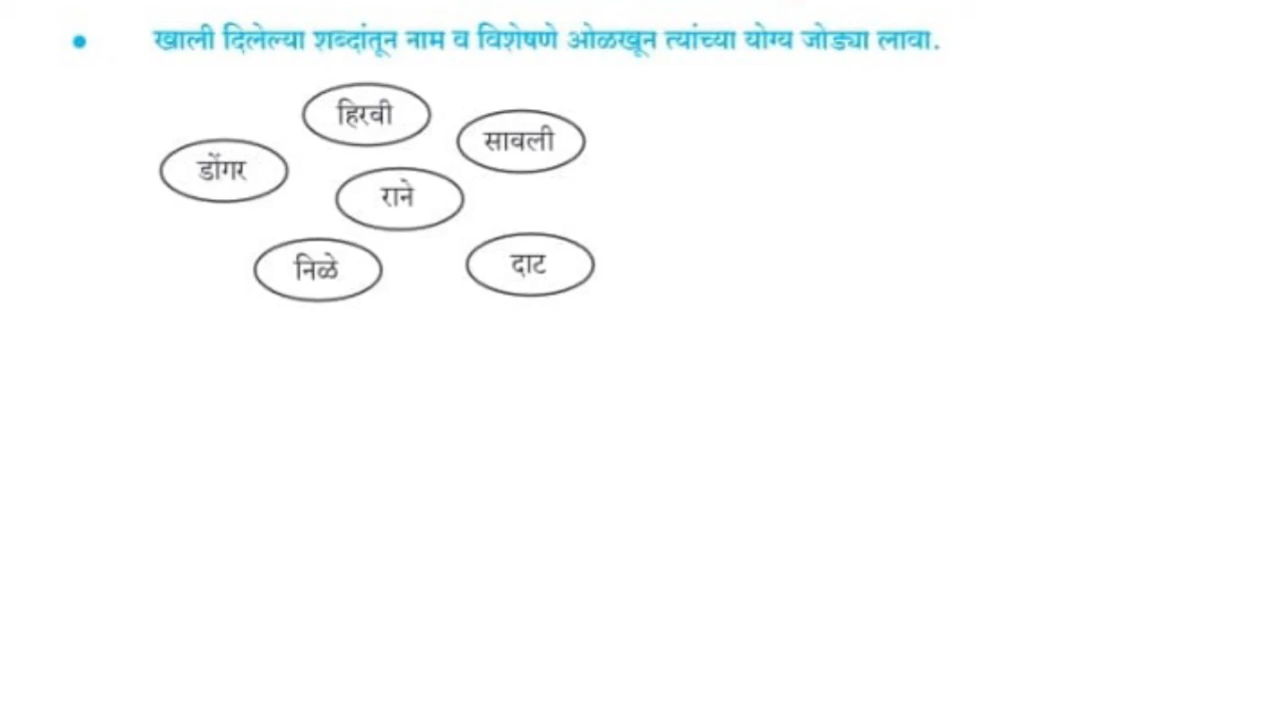 • खाली दिलेल्या शब्दांतून नाम व विशेषणे ओळखून त्यांच्या योग्य जोड्या लावा.
हिरवी
सावली
डोंगर
राने
निळे
दाट